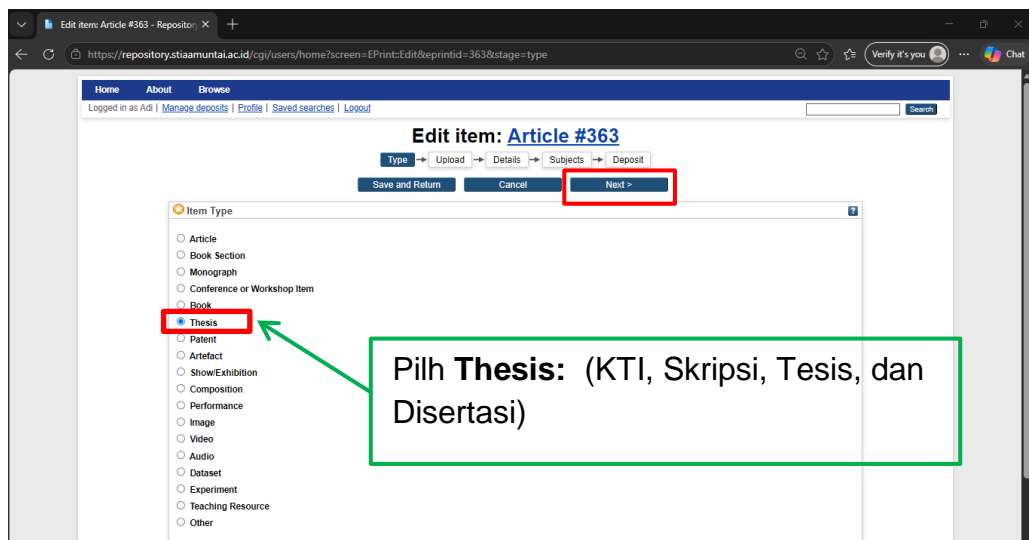 Edit item: Article #363 - Repository
https://repository.stiaamuntai.ac.id/cgi/users/home?screen=EPrint::Edit&eprintid=363&stage=type
Verify it's you
Chat
Home About Browse
Logged in as Adi | Manage deposits | Profile | Saved searches | Logout
Search
Edit item: Article #363
Type → Upload → Details → Subjects → Deposit
Save and Return Cancel Next >
Item Type
?
Article
Book Section
Monograph
Conference or Workshop Item
Book
Thesis
Patent
Artefact
Show/Exhibition
Composition
Performance
Image
Video
Audio
Dataset
Experiment
Teaching Resource
Other
Pilh Thesis: (KTI, Skripsi, Tesis, dan
Disertasi)